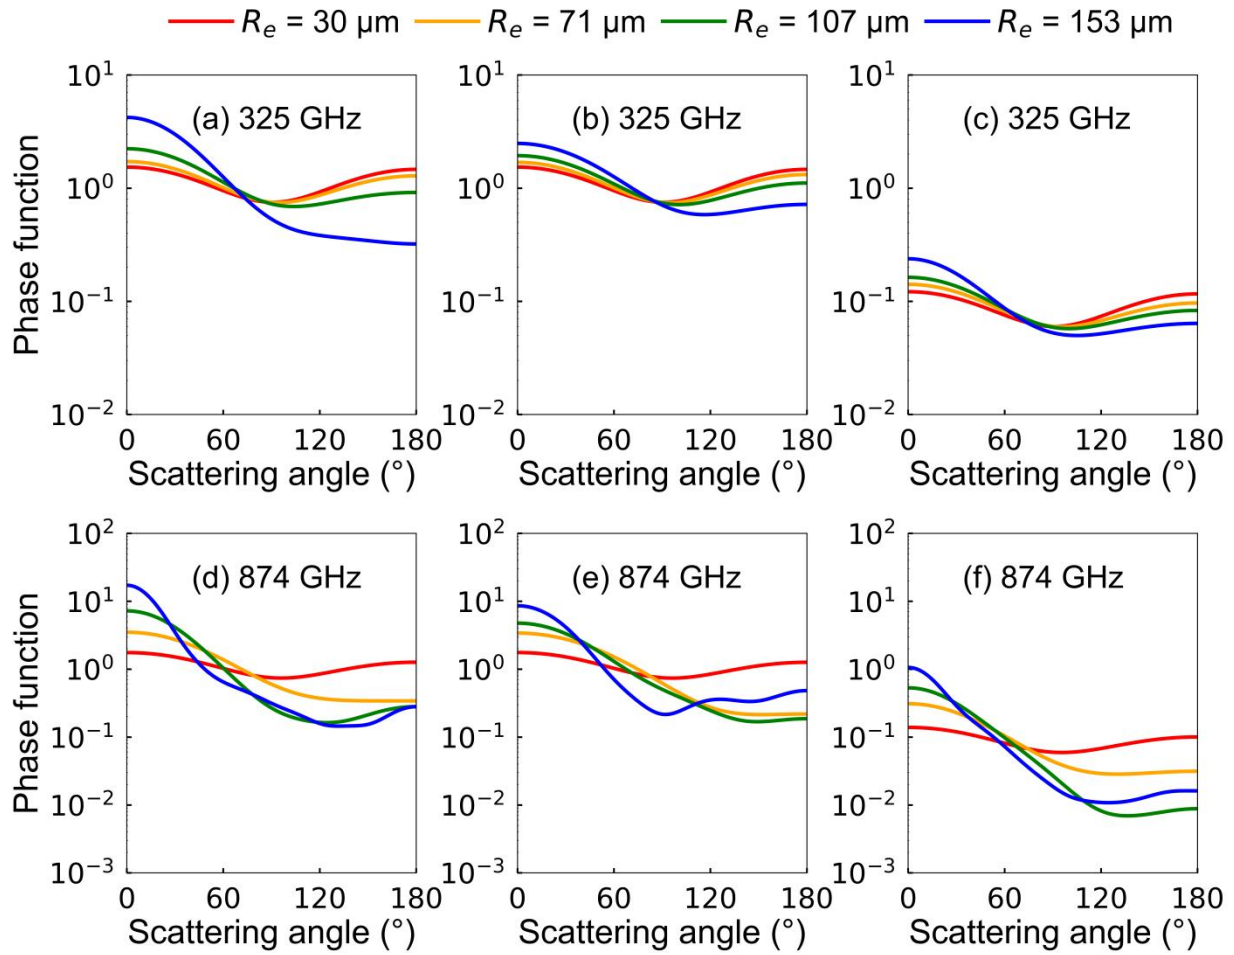 R_e = 30 μm R_e = 71 μm R_e = 107 μm R_e = 153 μm
(a) 325 GHz
(b) 325 GHz
(c) 325 GHz
Phase function
10^1
10^0
10^-1
10^-2
0 60 120 180
Scattering angle (°)
10^1
10^0
10^-1
10^-2
0 60 120 180
Scattering angle (°)
10^1
10^0
10^-1
10^-2
0 60 120 180
Scattering angle (°)
(d) 874 GHz
(e) 874 GHz
(f) 874 GHz
Phase function
10^2
10^1
10^0
10^-1
10^-2
10^-3
0 60 120 180
Scattering angle (°)
10^2
10^1
10^0
10^-1
10^-2
10^-3
0 60 120 180
Scattering angle (°)
10^2
10^1
10^0
10^-1
10^-2
10^-3
0 60 120 180
Scattering angle (°)